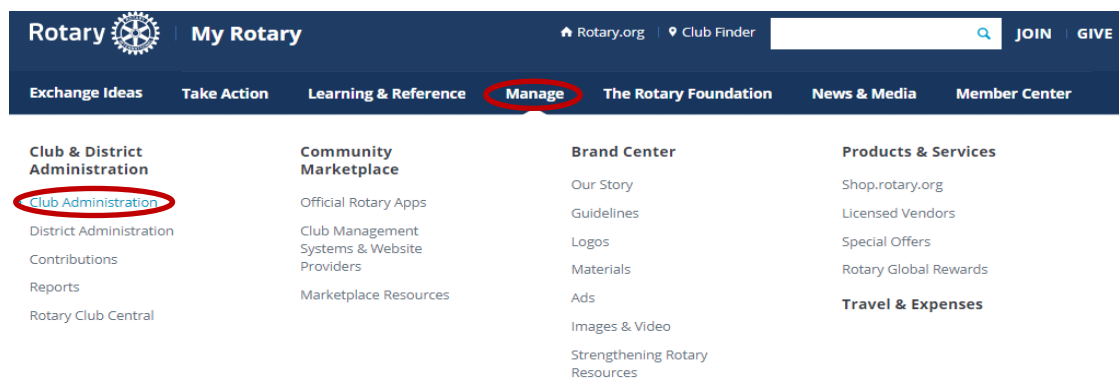 Rotary My Rotary Rotary.org Club Finder JOIN GIVE
Exchange Ideas Take Action Learning & Reference Manage The Rotary Foundation News & Media Member Center
Club & District
Administration
Club Administration
District Administration
Contributions
Reports
Rotary Club Central
Community
Marketplace
Official Rotary Apps
Club Management
Systems & Website
Providers
Marketplace Resources
Brand Center
Our Story
Guidelines
Logos
Materials
Ads
Images & Video
Strengthening Rotary
Resources
Products & Services
Shop.rotary.org
Licensed Vendors
Special Offers
Rotary Global Rewards
Travel & Expenses